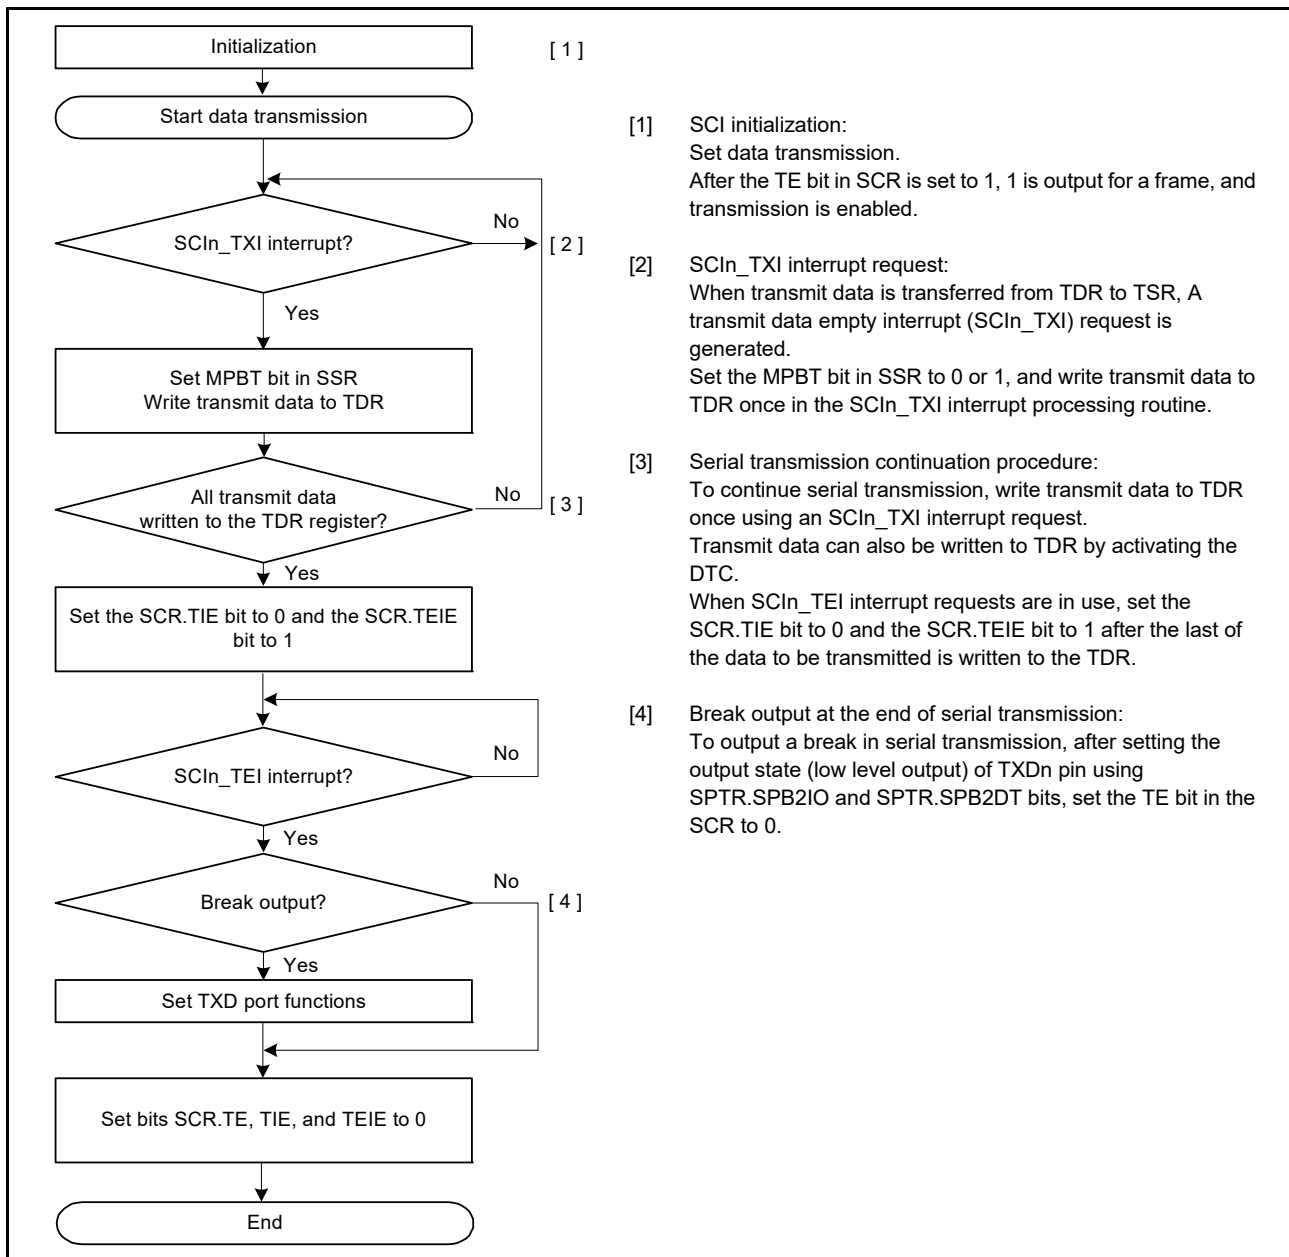 Initialization
[ 1 ]
Start data transmission
SCIn_TXI interrupt?
No
[ 2 ]
Yes
Set MPBT bit in SSR
Write transmit data to TDR
All transmit data
written to the TDR register?
No
[ 3 ]
Yes
Set the SCR.TIE bit to 0 and the SCR.TEIE
bit to 1
SCIn_TEI interrupt?
No
Yes
Break output?
No
[ 4 ]
Yes
Set TXD port functions
Set bits SCR.TE, TIE, and TEIE to 0
End
[1] SCI initialization:
Set data transmission.
After the TE bit in SCR is set to 1, 1 is output for a frame, and
transmission is enabled.
[2] SCIn_TXI interrupt request:
When transmit data is transferred from TDR to TSR, A
transmit data empty interrupt (SCIn_TXI) request is
generated.
Set the MPBT bit in SSR to 0 or 1, and write transmit data to
TDR once in the SCIn_TXI interrupt processing routine.
[3] Serial transmission continuation procedure:
To continue serial transmission, write transmit data to TDR
once using an SCIn_TXI interrupt request.
Transmit data can also be written to TDR by activating the
DTC.
When SCIn_TEI interrupt requests are in use, set the
SCR.TIE bit to 0 and the SCR.TEIE bit to 1 after the last of
the data to be transmitted is written to the TDR.
[4] Break output at the end of serial transmission:
To output a break in serial transmission, after setting the
output state (low level output) of TXDn pin using
SPTR.SPB2IO and SPTR.SPB2DT bits, set the TE bit in the
SCR to 0.